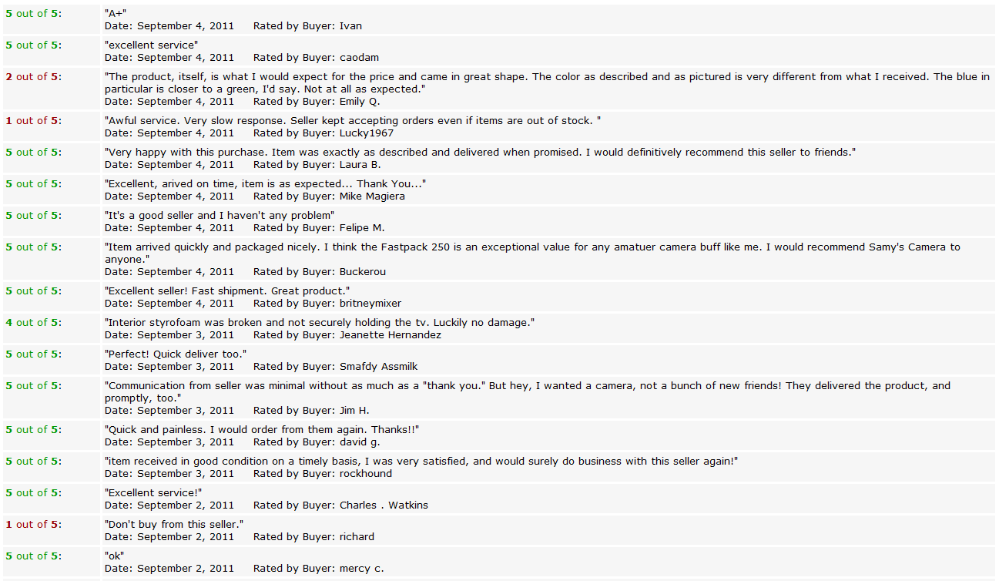 5 out of 5: "A+"
Date: September 4, 2011 Rated by Buyer: Ivan
5 out of 5: "excellent service"
Date: September 4, 2011 Rated by Buyer: caodam
2 out of 5: "The product, itself, is what I would expect for the price and came in great shape. The color as described and as pictured is very different from what I received. The blue in
particular is closer to a green, I'd say. Not at all as expected."
Date: September 4, 2011 Rated by Buyer: Emily Q.
1 out of 5: "Awful service. Very slow response. Seller kept accepting orders even if items are out of stock. "
Date: September 4, 2011 Rated by Buyer: Lucky1967
5 out of 5: "Very happy with this purchase. Item was exactly as described and delivered when promised. I would definitively recommend this seller to friends."
Date: September 4, 2011 Rated by Buyer: Laura B.
5 out of 5: "Excellent, arived on time, item is as expected... Thank You..."
Date: September 4, 2011 Rated by Buyer: Mike Magiera
5 out of 5: "It's a good seller and I haven't any problem"
Date: September 4, 2011 Rated by Buyer: Felipe M.
5 out of 5: "Item arrived quickly and packaged nicely. I think the Fastpack 250 is an exceptional value for any amatuer camera buff like me. I would recommend Samy's Camera to
anyone."
Date: September 4, 2011 Rated by Buyer: Buckerou
5 out of 5: "Excellent seller! Fast shipment. Great product."
Date: September 4, 2011 Rated by Buyer: britneymixer
4 out of 5: "Interior styrofoam was broken and not securely holding the tv. Luckily no damage."
Date: September 3, 2011 Rated by Buyer: Jeanette Hernandez
5 out of 5: "Perfect! Quick deliver too."
Date: September 3, 2011 Rated by Buyer: Smafdy Assmilk
5 out of 5: "Communication from seller was minimal without as much as a "thank you." But hey, I wanted a camera, not a bunch of new friends! They delivered the product, and
promptly, too."
Date: September 3, 2011 Rated by Buyer: Jim H.
5 out of 5: "Quick and painless. I would order from them again. Thanks!!"
Date: September 3, 2011 Rated by Buyer: david g.
5 out of 5: "item received in good condition on a timely basis, I was very satisfied, and would surely do business with this seller again!"
Date: September 3, 2011 Rated by Buyer: rockhound
5 out of 5: "Excellent service!"
Date: September 2, 2011 Rated by Buyer: Charles . Watkins
1 out of 5: "Don't buy from this seller."
Date: September 2, 2011 Rated by Buyer: richard
5 out of 5: "ok"
Date: September 2, 2011 Rated by Buyer: mercy c.